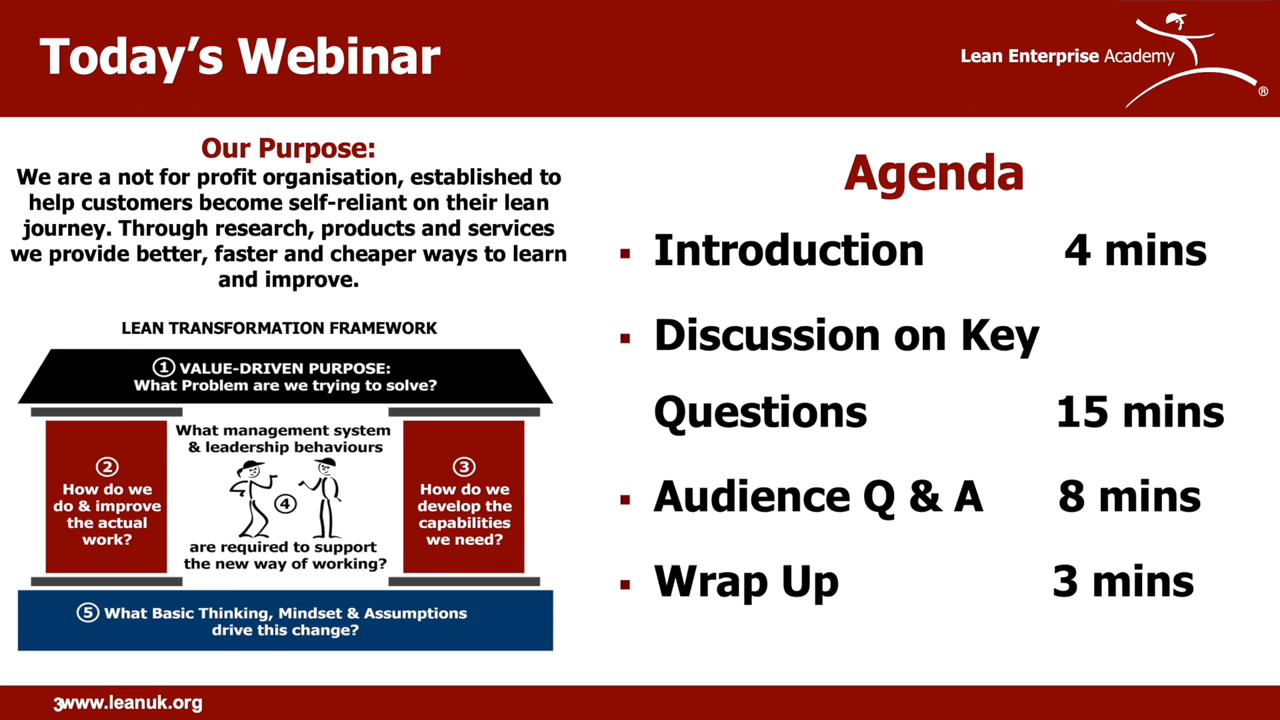 Today's Webinar
Lean Enterprise Academy
®
Our Purpose:
We are a not for profit organisation, established to
help customers become self-reliant on their lean
journey. Through research, products and services
we provide better, faster and cheaper ways to learn
and improve.
LEAN TRANSFORMATION FRAMEWORK
① VALUE-DRIVEN PURPOSE:
What Problem are we trying to solve?
②
How do we
do & improve
the actual
work?
What management system
& leadership behaviours
④
are required to support
the new way of working?
③
How do we
develop the
capabilities
we need?
⑤ What Basic Thinking, Mindset & Assumptions
drive this change?
Agenda
▪ Introduction 4 mins
▪ Discussion on Key
Questions 15 mins
▪ Audience Q & A 8 mins
▪ Wrap Up 3 mins
3www.leanuk.org